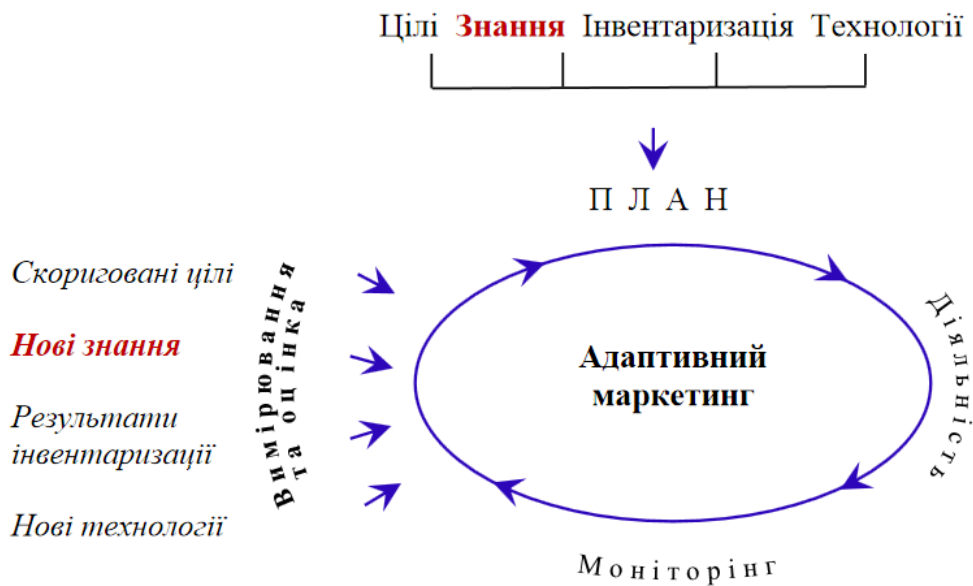 Цілі Знання Інвентаризація Технології
П Л А Н
Скориговані цілі
Нові знання
Результати
інвентаризації
Нові технології
Вимірювання
та оцінка
Адаптивний
маркетинг
Діяльність
Моніторінг